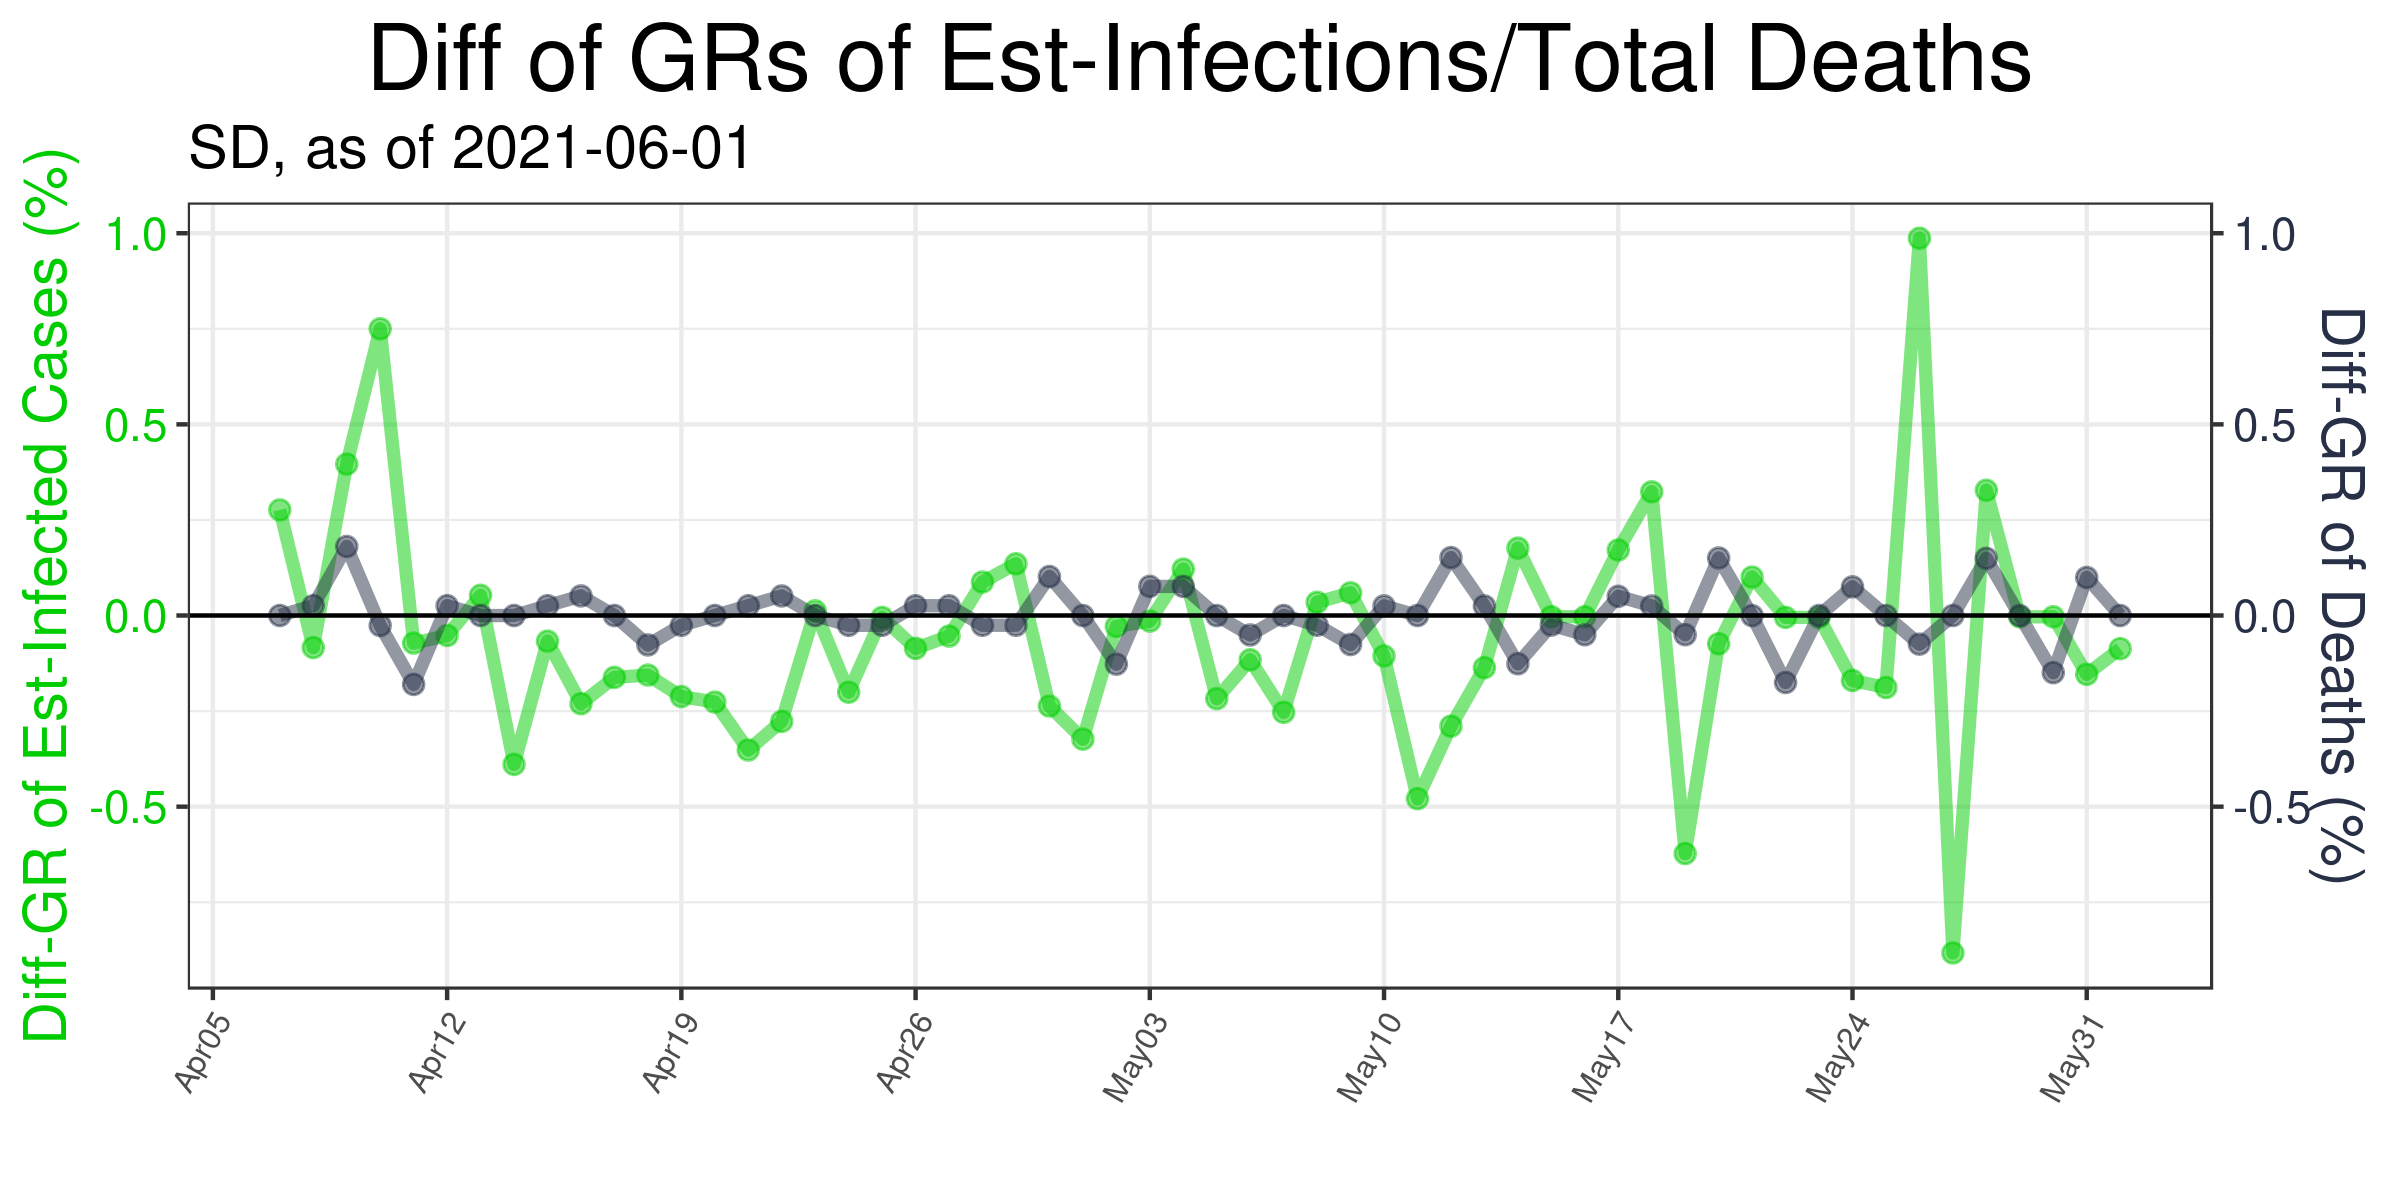 Diff of GRs of Est-Infections/Total Deaths
SD, as of 2021-06-01
Diff-GR of Est-Infected Cases (%)
1.0
0.5
0.0
-0.5
1.0
0.5
0.0
-0.5
Diff-GR of Deaths (%)
Apr05
Apr12
Apr19
Apr26
May03
May10
May17
May24
May31